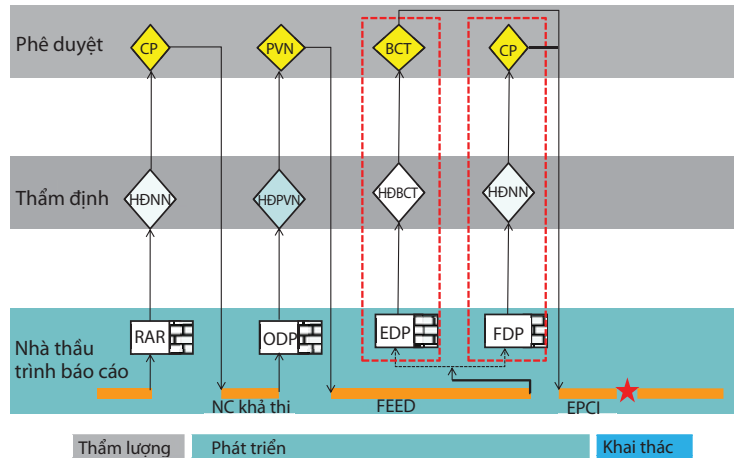 Phê duyệt
CP
PVN
BCT
CP
Thẩm định
HĐNN
HĐPVN
HĐBCT
HĐNN
Nhà thầu
trình báo cáo
RAR
ODP
EDP
FDP
NC khả thi
FEED
EPCI
Thẩm lượng
Phát triển
Khai thác